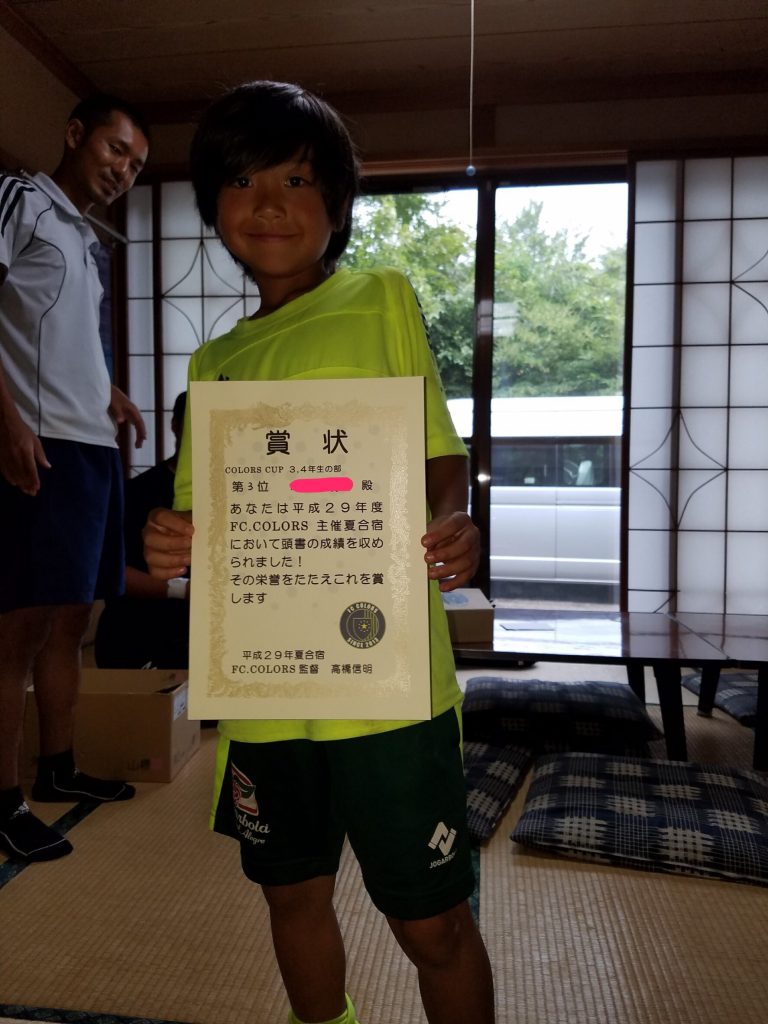 賞 状
COLORS CUP 3,4年生の部
第3位 殿
あなたは平成29年度
FC.COLORS 主催夏合宿
において頭書の成績を収め
られました!
その栄誉をたたえこれを賞
します
FC COLORS
SINCE 2013
平成29年夏合宿
FC.COLORS 監督 高橋信明